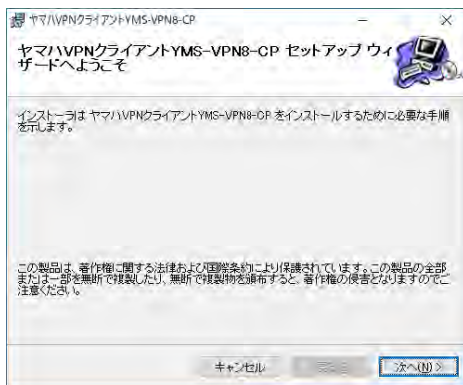 ヤマハVPNクライアントYMS-VPN8-CP
ヤマハVPNクライアントYMS-VPN8-CP セットアップ ウィ
ザードへようこそ
インストーラは ヤマハVPNクライアントYMS-VPN8-CP をインストールするために必要な手順
を示します。
この製品は、著作権に関する法律および国際条約により保護されています。この製品の全部
または一部を無断で複製したり、無断で複製物を頒布すると、著作権の侵害となりますのでご
注意ください。
キャンセル
次へ(N) >